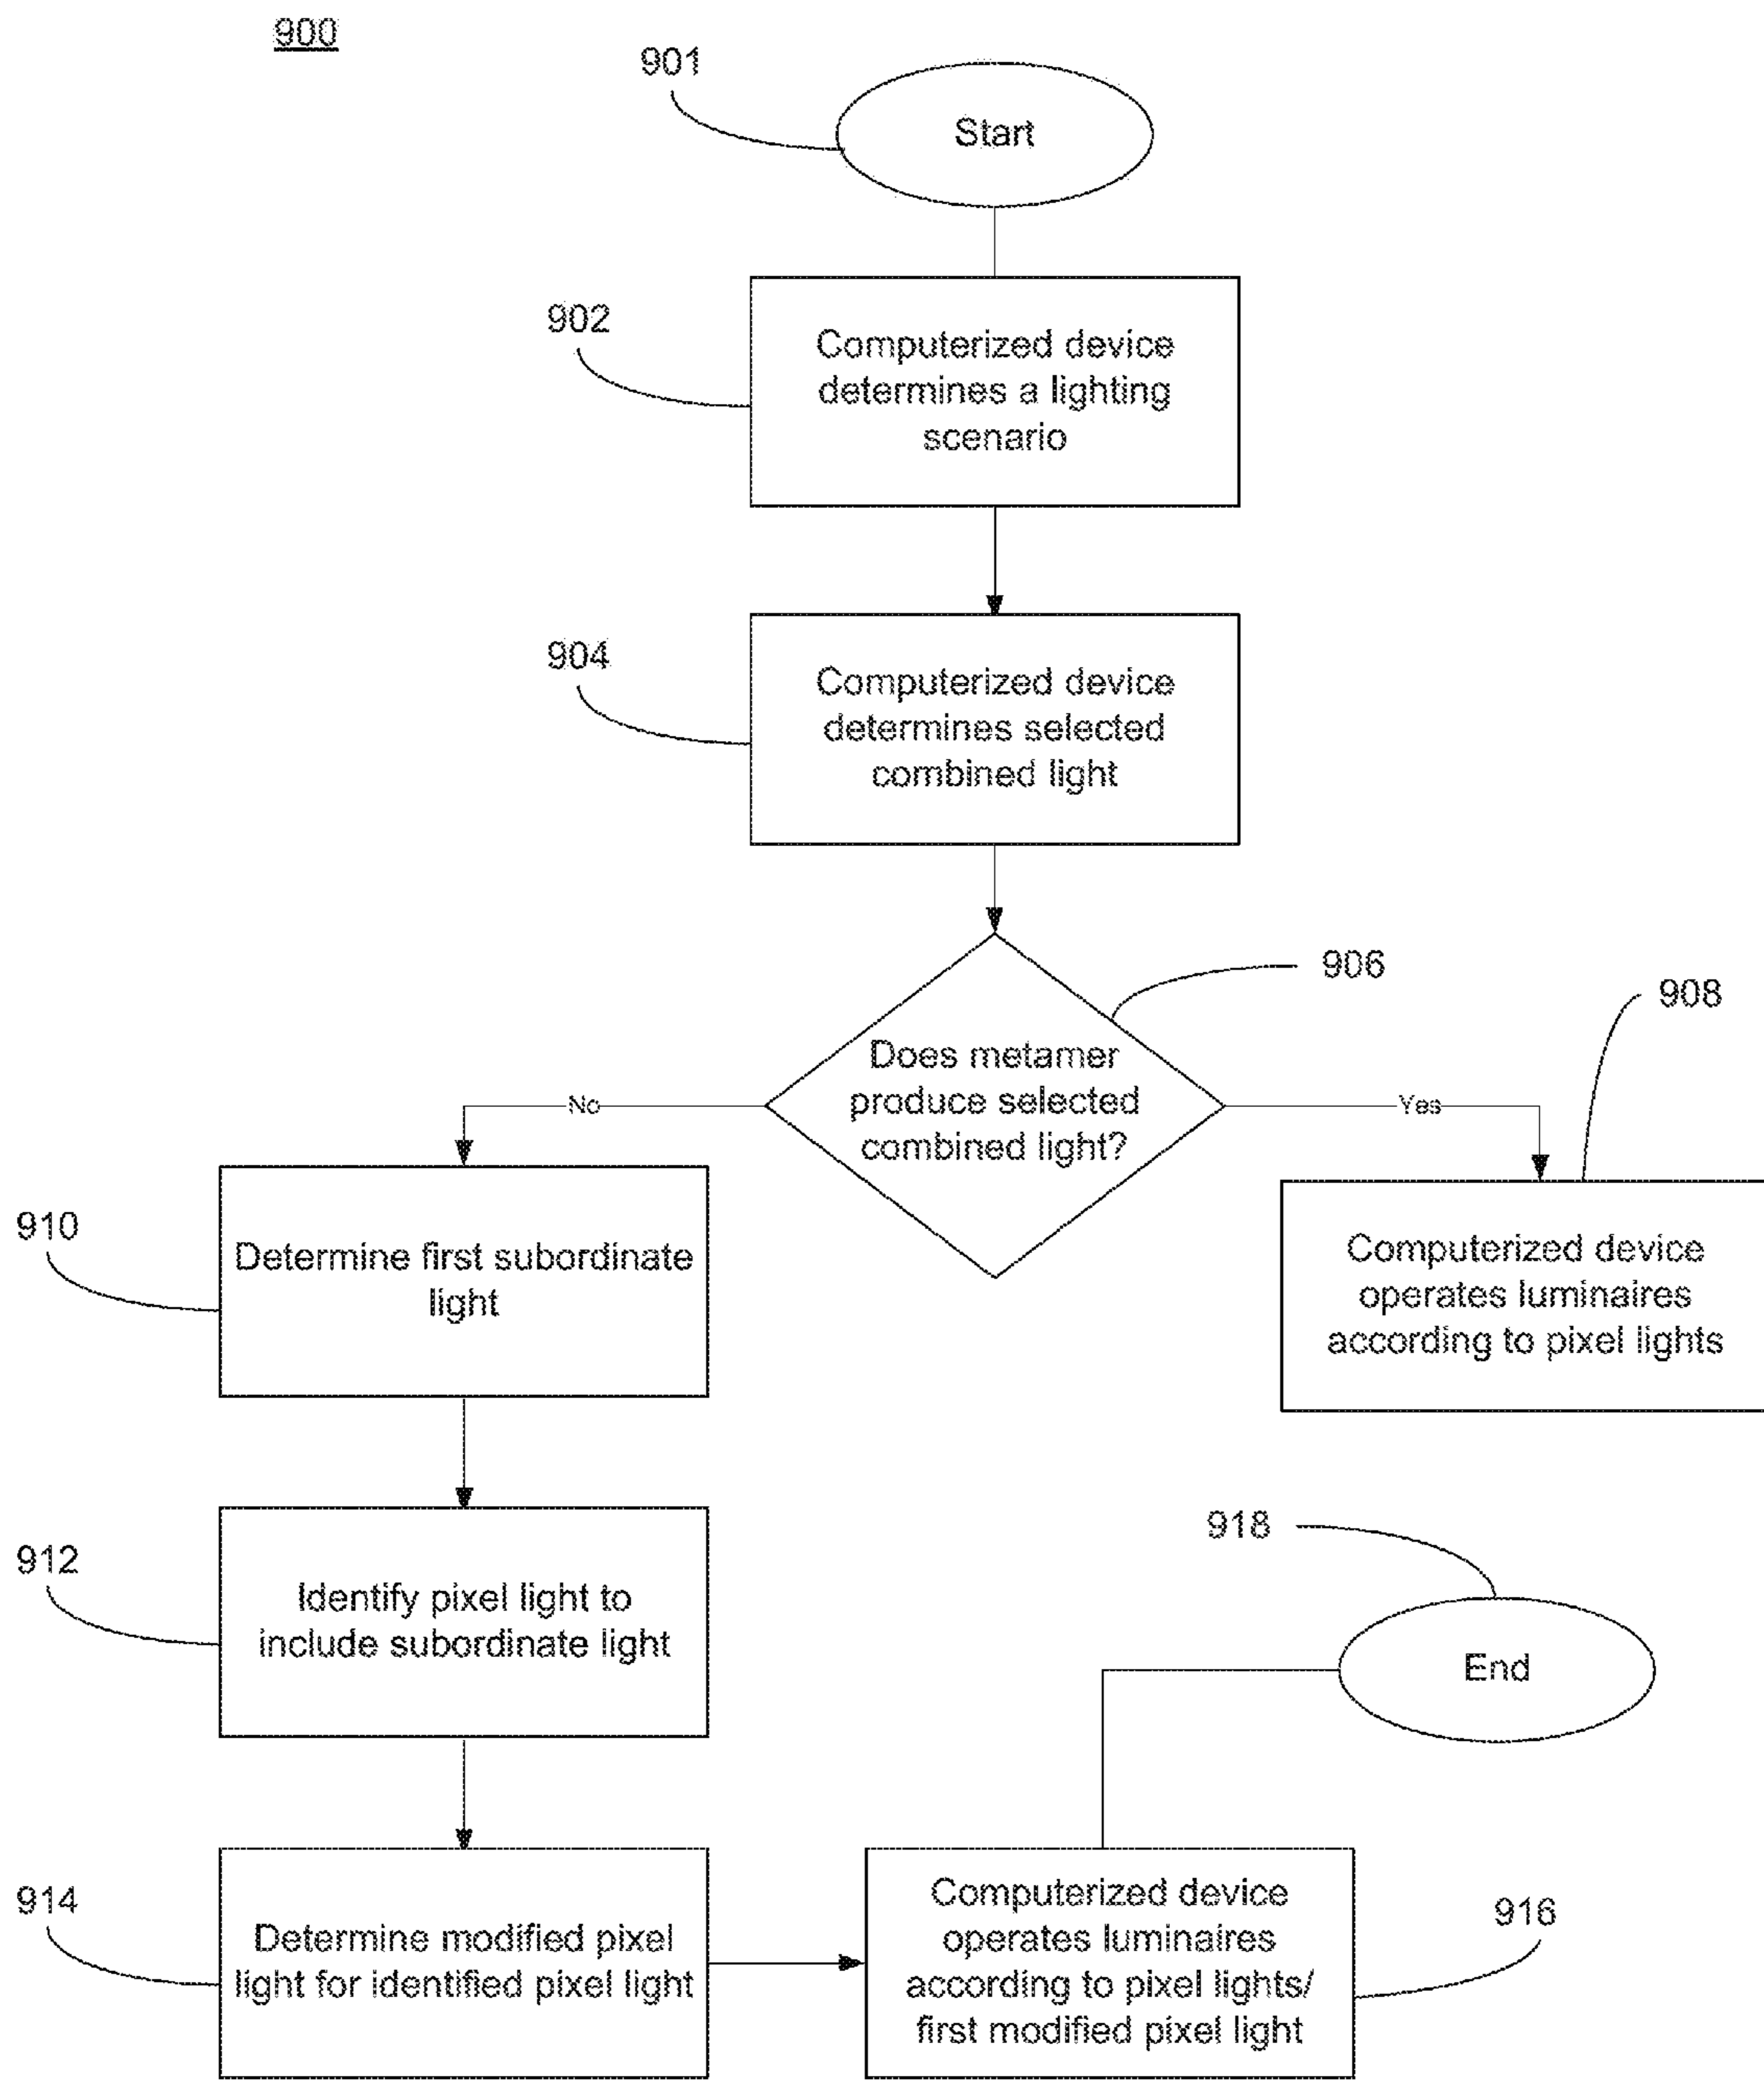 900
901
Start
902
Computerized device
determines a lighting
scenario
904
Computerized device
determines selected
combined light
906
Does metamer
produce selected
combined light?
No
Yes
908
Computerized device
operates luminaires
according to pixel lights
910
Determine first subordinate
light
912
Identify pixel light to
include subordinate light
918
End
914
Determine modified pixel
light for identified pixel light
Computerized device
operates luminaires
according to pixel lights/
first modified pixel light
916